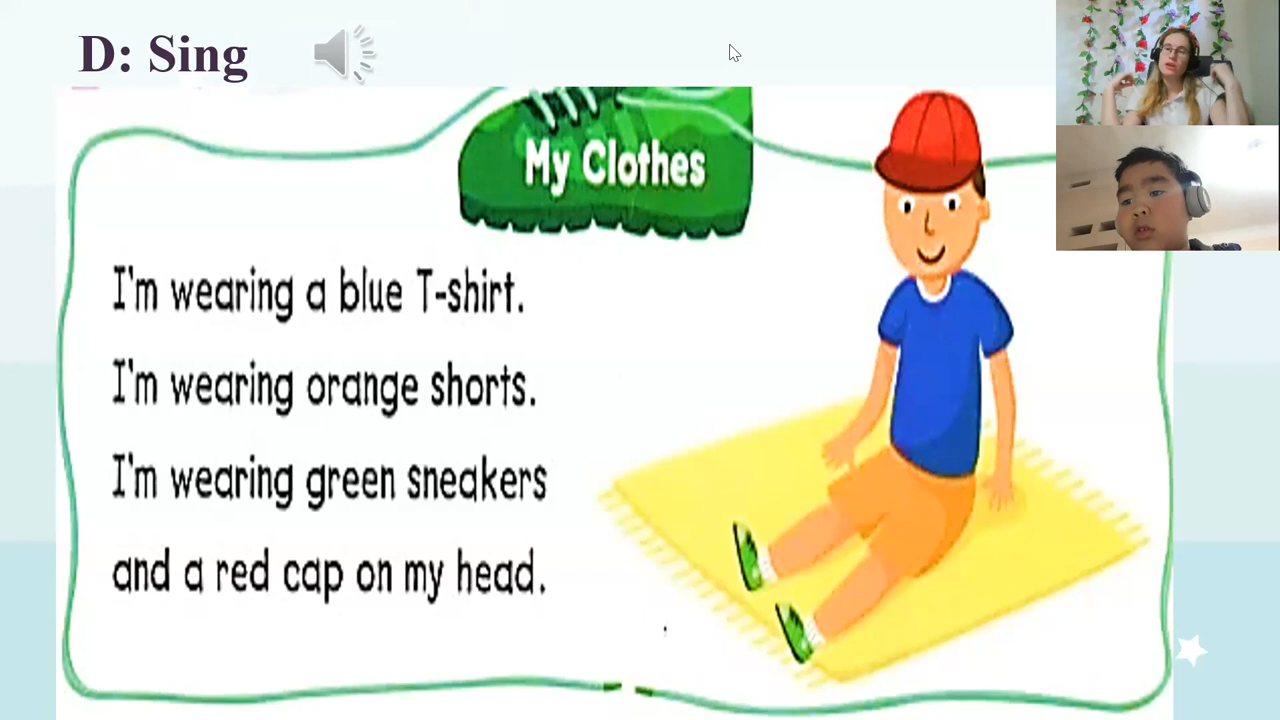 D: Sing
My Clothes
I'm wearing a blue T-shirt.
I'm wearing orange shorts.
I'm wearing green sneakers
and a red cap on my head.